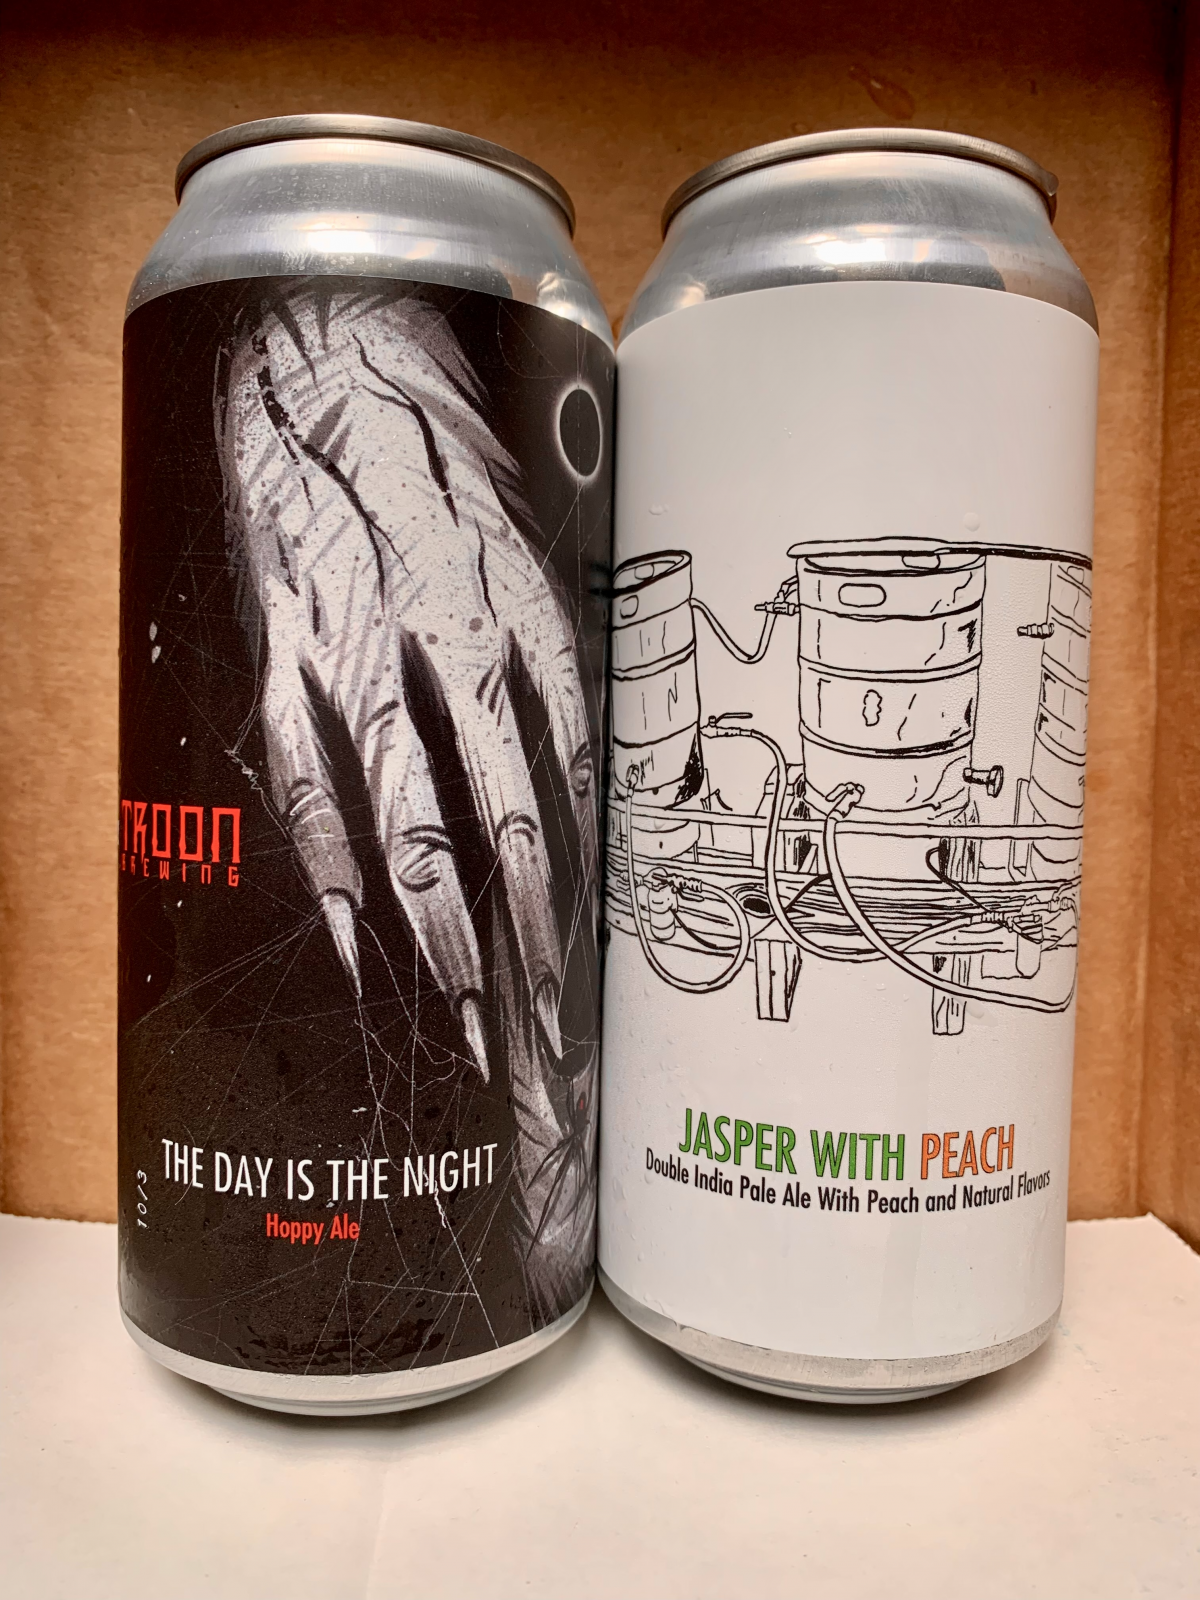 TROON
BREWING
10/3
THE DAY IS THE NIGHT
Hoppy Ale
JASPER WITH PEACH
Double India Pale Ale With Peach and Natural Flavors